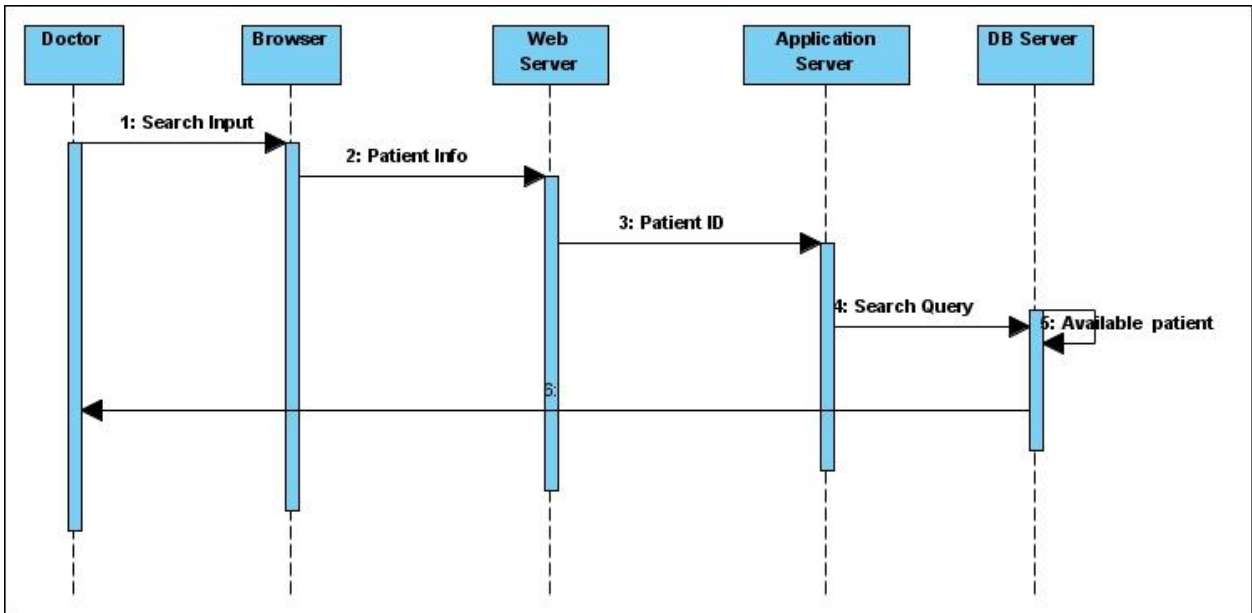 Doctor
Browser
Web
Server
Application
Server
DB Server
1: Search Input
2: Patient Info
3: Patient ID
4: Search Query
5: Available patient
6: